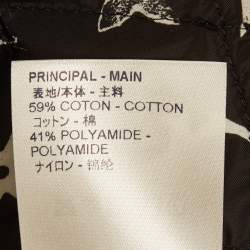 PRINCIPAL - MAIN
表地/本体 - 主料
59% COTON - COTTON
コットン - 棉
41% POLYAMIDE -
POLYAMIDE
ナイロン - 锦纶